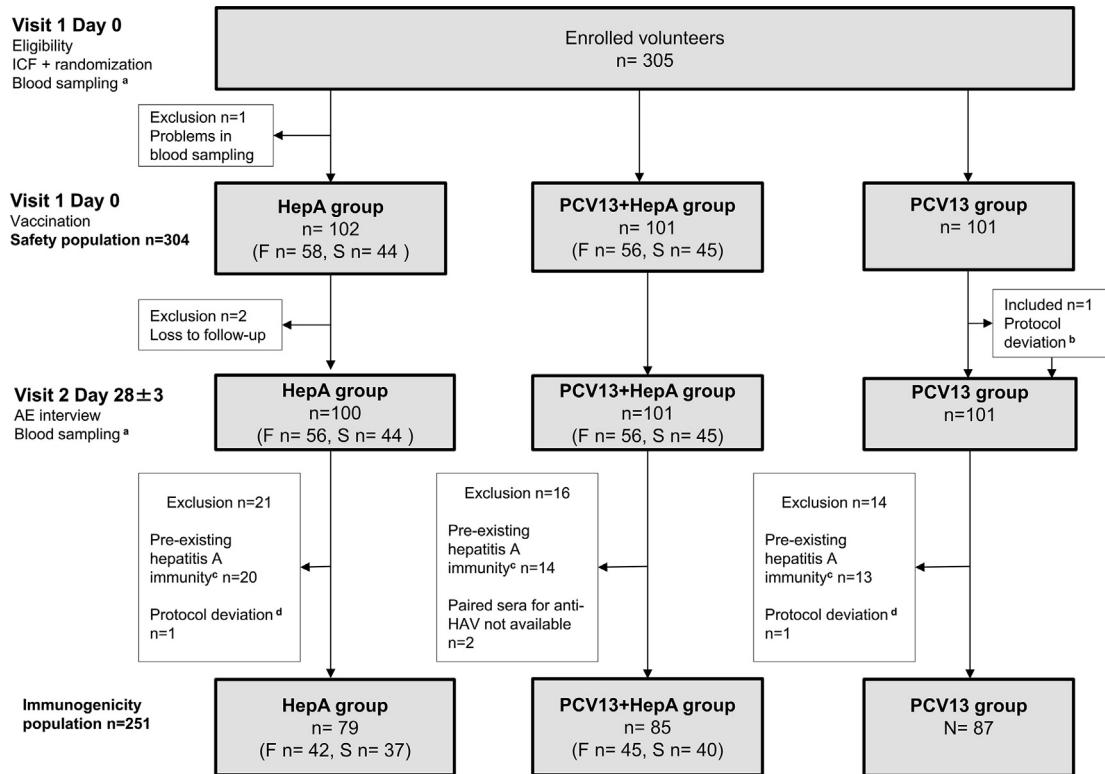 Visit 1 Day 0
Eligibility
ICF + randomization
Blood sampling ᵃ
Enrolled volunteers
n= 305
Exclusion n=1
Problems in
blood sampling
Visit 1 Day 0
Vaccination
Safety population n=304
HepA group
n= 102
(F n= 58, S n= 44 )
PCV13+HepA group
n= 101
(F n= 56, S n= 45)
PCV13 group
n= 101
Exclusion n=2
Loss to follow-up
Included n=1
Protocol
deviation ᵇ
Visit 2 Day 28±3
AE interview
Blood sampling ᵃ
HepA group
n=100
(F n= 56, S n= 44 )
PCV13+HepA group
n=101
(F n= 56, S n= 45)
PCV13 group
n=101
Exclusion n=21
Pre-existing
hepatitis A
immunityᶜ n=20
Protocol deviation ᵈ
n=1
Exclusion n=16
Pre-existing
hepatitis A
immunityᶜ n=14
Paired sera for anti-
HAV not available
n=2
Exclusion n=14
Pre-existing
hepatitis A
immunityᶜ n=13
Protocol deviation ᵈ
n=1
Immunogenicity
population n=251
HepA group
n= 79
(F n= 42, S n= 37)
PCV13+HepA group
n= 85
(F n= 45, S n= 40)
PCV13 group
N= 87